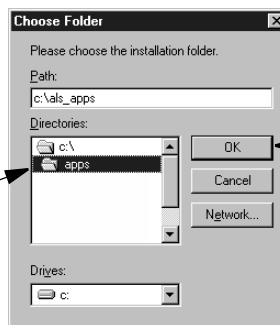 Choose Folder
Please choose the installation folder.
Path:
c:\als_apps
Directories:
c:\
apps
OK
Cancel
Network...
Drives:
c: